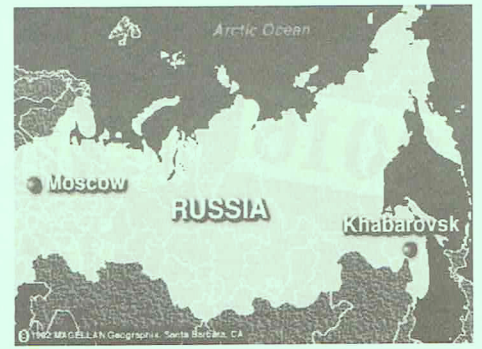 Arctic Ocean
Moscow
RUSSIA
Khabarovsk
© 1992 MAGELLAN Geographix, Santa Barbara, CA